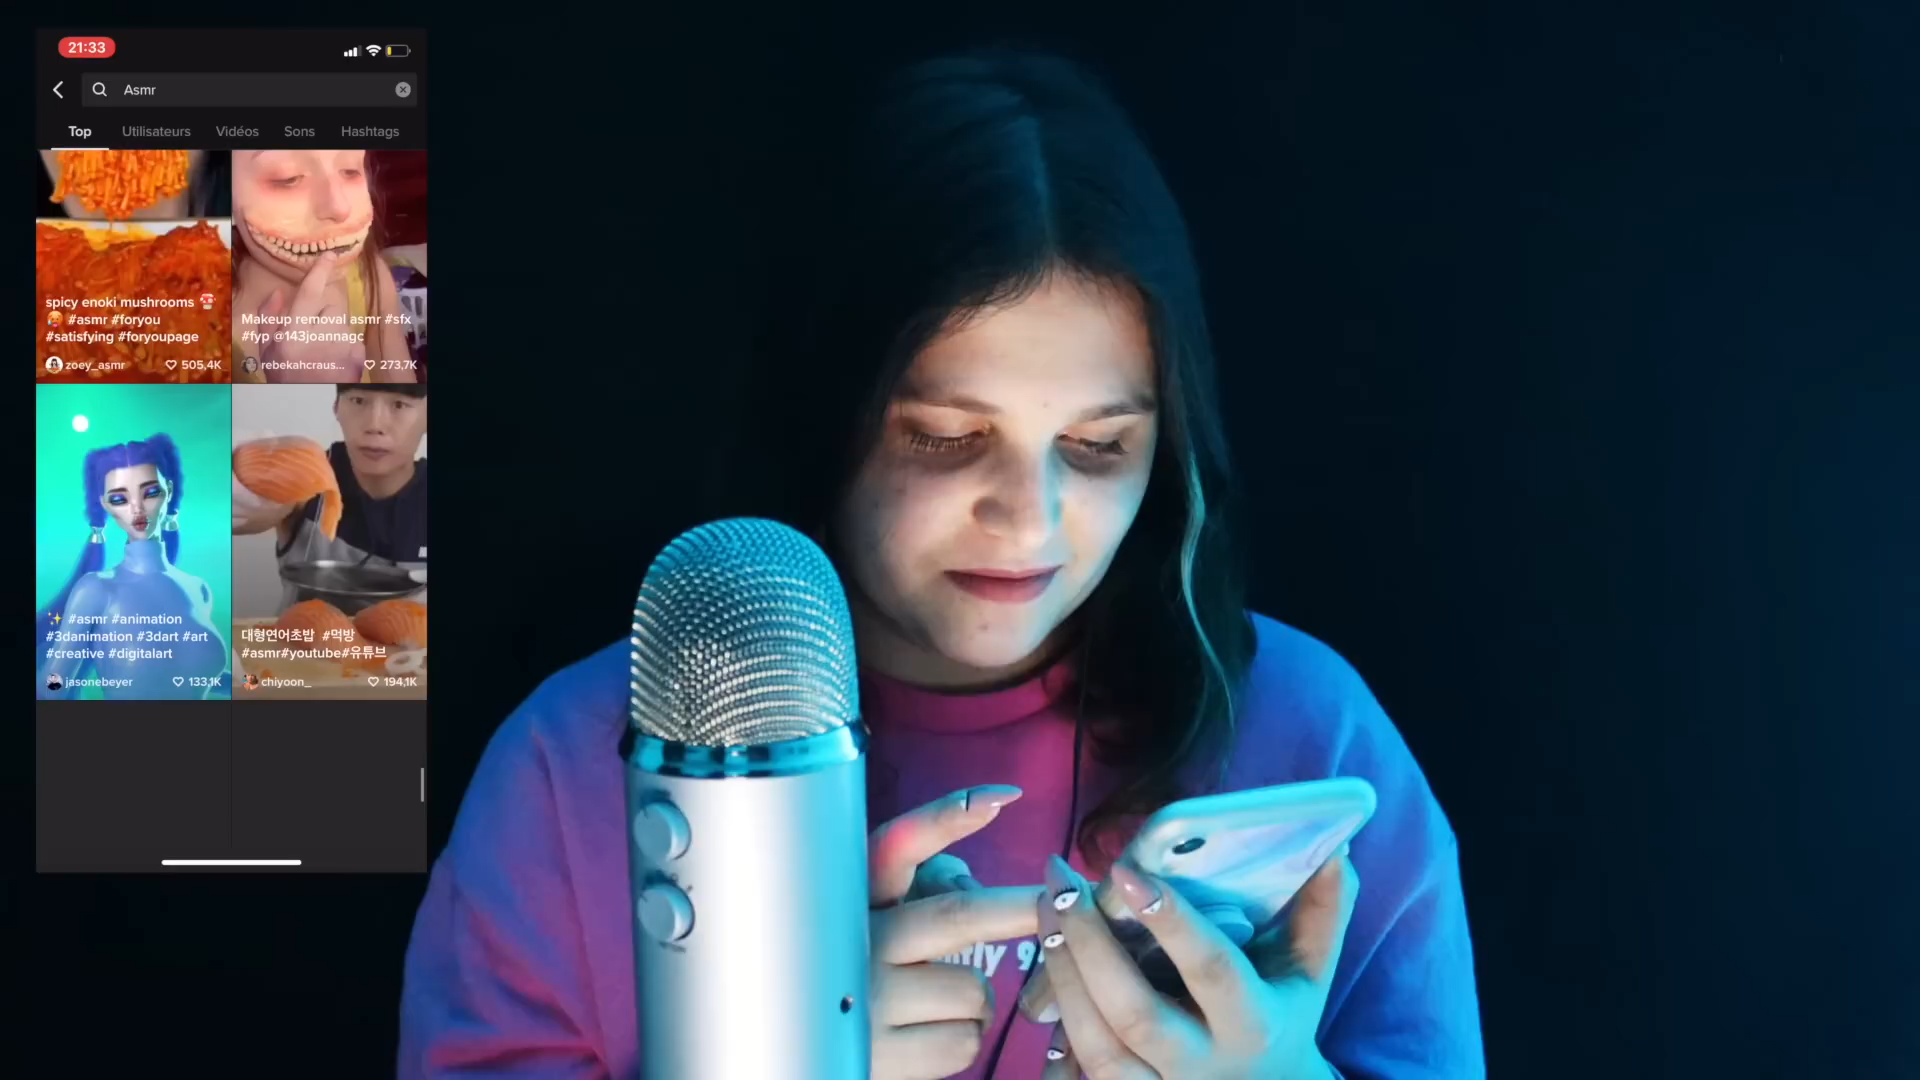 21:33
Asmr
Top Utilisateurs Vidéos Sons Hashtags
spicy enoki mushrooms 🍄
🥵 #asmr #foryou
#satisfying #foryoupage
zoey_asmr 505,4K
Makeup removal asmr #sfx
#fyp @143joannagc
rebekahcraus... 273,7K
✨ #asmr #animation
#3danimation #3dart #art
#creative #digitalart
jasonebeyer 133,1K
대형연어초밥 #먹방
#asmr#youtube#유튜브
chiyoon_ 194,1K